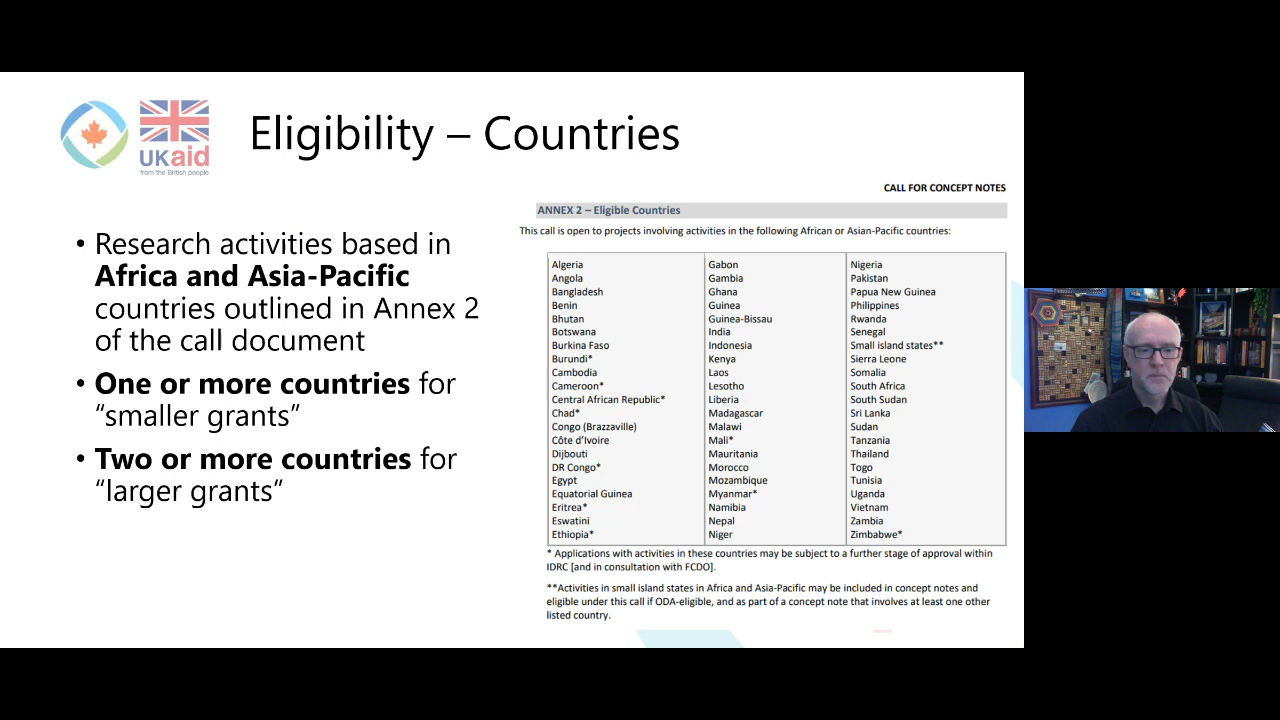 UKaid
from the British people
Eligibility – Countries
CALL FOR CONCEPT NOTES
ANNEX 2 – Eligible Countries
This call is open to projects involving activities in the following African or Asian-Pacific countries:
• Research activities based in
Africa and Asia-Pacific
countries outlined in Annex 2
of the call document
• One or more countries for
“smaller grants”
• Two or more countries for
“larger grants”
Algeria
Angola
Bangladesh
Benin
Bhutan
Botswana
Burkina Faso
Burundi*
Cambodia
Cameroon*
Central African Republic*
Chad*
Congo (Brazzaville)
Côte d’Ivoire
Djibouti
DR Congo*
Egypt
Equatorial Guinea
Eritrea*
Eswatini
Ethiopia*
Gabon
Gambia
Ghana
Guinea
Guinea-Bissau
India
Indonesia
Kenya
Laos
Lesotho
Liberia
Madagascar
Malawi
Mali*
Mauritania
Morocco
Mozambique
Myanmar*
Namibia
Nepal
Niger
Nigeria
Pakistan
Papua New Guinea
Philippines
Rwanda
Senegal
Small island states**
Sierra Leone
Somalia
South Africa
South Sudan
Sri Lanka
Sudan
Tanzania
Thailand
Togo
Tunisia
Uganda
Vietnam
Zambia
Zimbabwe*
* Applications with activities in these countries may be subject to a further stage of approval within
IDRC [and in consultation with FCDO].
**Activities in small island states in Africa and Asia-Pacific may be included in concept notes and
eligible under this call if ODA-eligible, and as part of a concept note that involves at least one other
listed country.